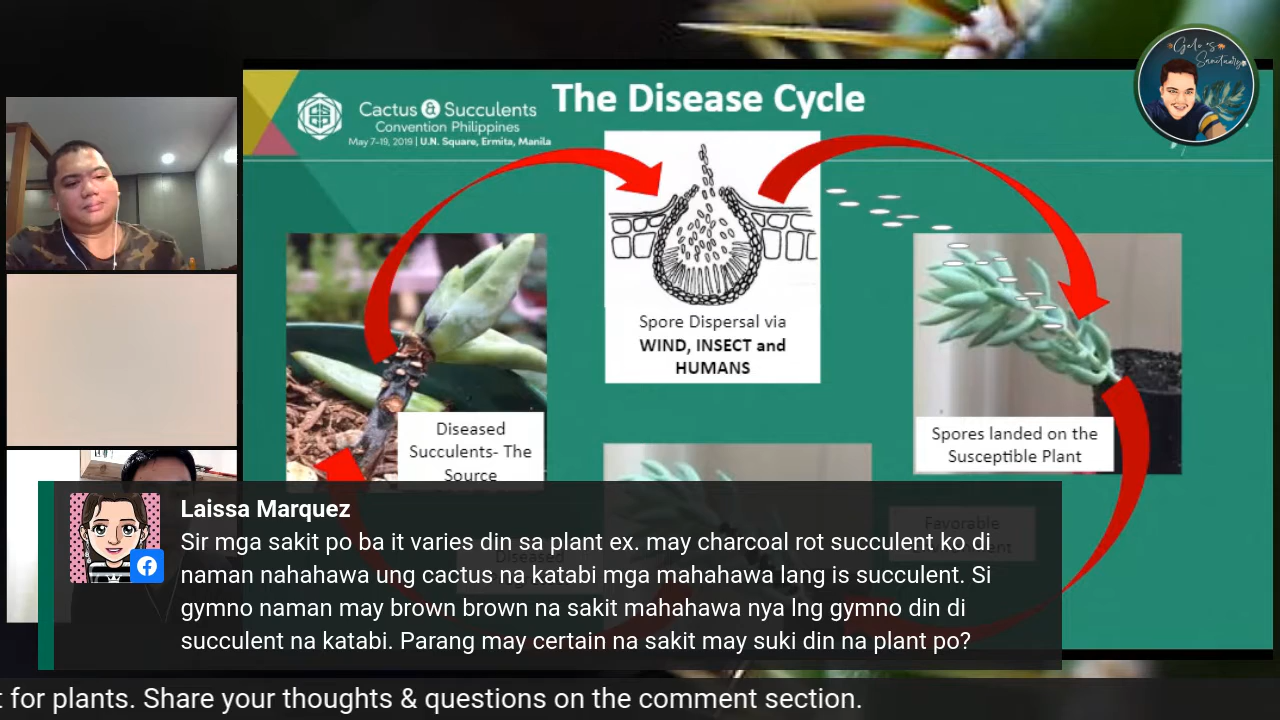 Galo's
Sanctuary
Cactus & Succulents
Convention Philippines
May 7-19, 2019 | U.N. Square, Ermita, Manila
The Disease Cycle
Spore Dispersal via
WIND, INSECT and
HUMANS
Diseased
Succulents- The
Source
Spores landed on the
Susceptible Plant
Favorable
Diseased
Laissa Marquez
Sir mga sakit po ba it varies din sa plant ex. may charcoal rot succulent ko di
naman nahahawa ung cactus na katabi mga mahahawa lang is succulent. Si
gymno naman may brown brown na sakit mahahawa nya lng gymno din di
succulent na katabi. Parang may certain na sakit may suki din na plant po?
t for plants. Share your thoughts & questions on the comment section.